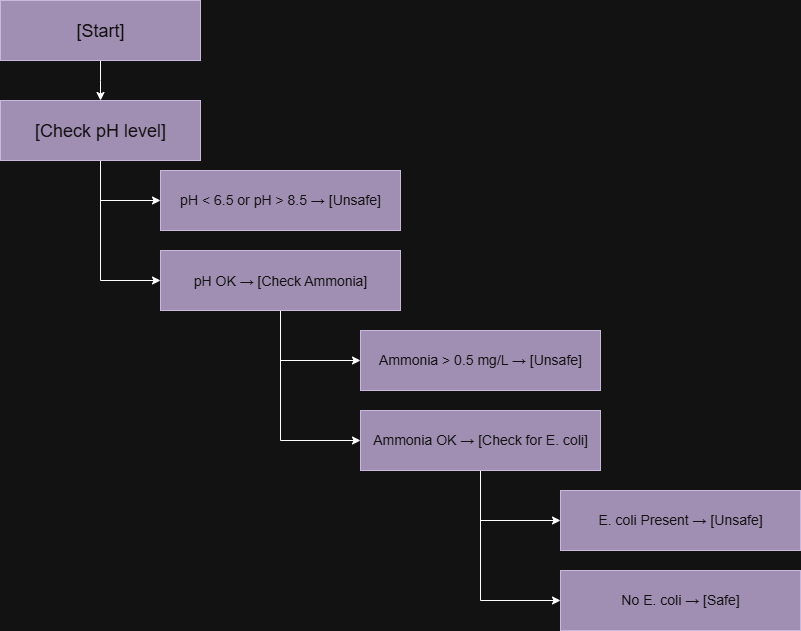 [Start]
[Check pH level]
pH < 6.5 or pH > 8.5 → [Unsafe]
pH OK → [Check Ammonia]
Ammonia > 0.5 mg/L → [Unsafe]
Ammonia OK → [Check for E. coli]
E. coli Present → [Unsafe]
No E. coli → [Safe]